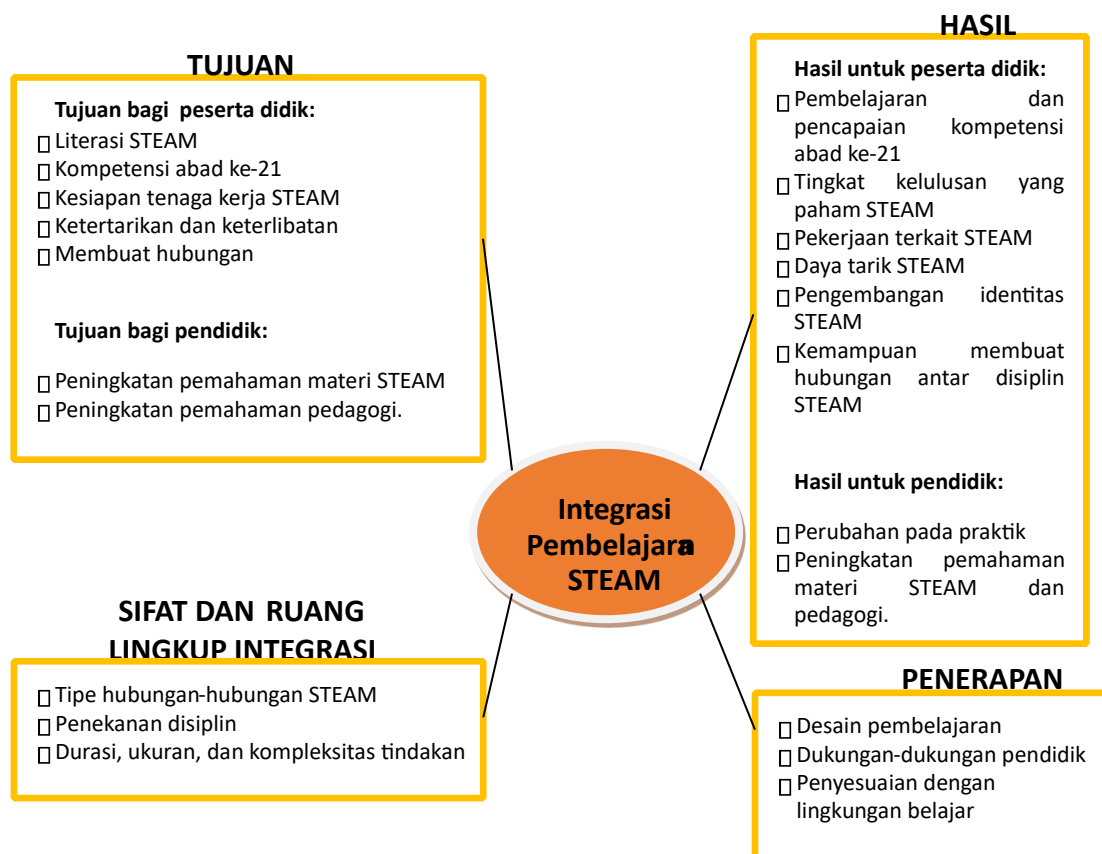 TUJUAN
Tujuan bagi peserta didik:
Literasi STEAM
Kompetensi abad ke-21
Kesiapan tenaga kerja STEAM
Ketertarikan dan keterlibatan
Membuat hubungan
Tujuan bagi pendidik:
Peningkatan pemahaman materi STEAM
Peningkatan pemahaman pedagogi.
HASIL
Hasil untuk peserta didik:
Pembelajaran dan
pencapaian kompetensi
abad ke-21
Tingkat kelulusan yang
paham STEAM
Pekerjaan terkait STEAM
Daya tarik STEAM
Pengembangan identitas
STEAM
Kemampuan membuat
hubungan antar disiplin
STEAM
Hasil untuk pendidik:
Perubahan pada praktik
Peningkatan pemahaman
materi STEAM dan
pedagogi.
Integrasi
Pembelajaran
STEAM
SIFAT DAN RUANG
LINGKUP INTEGRASI
Tipe hubungan-hubungan STEAM
Penekanan disiplin
Durasi, ukuran, dan kompleksitas tindakan
PENERAPAN
Desain pembelajaran
Dukungan-dukungan pendidik
Penyesuaian dengan
lingkungan belajar